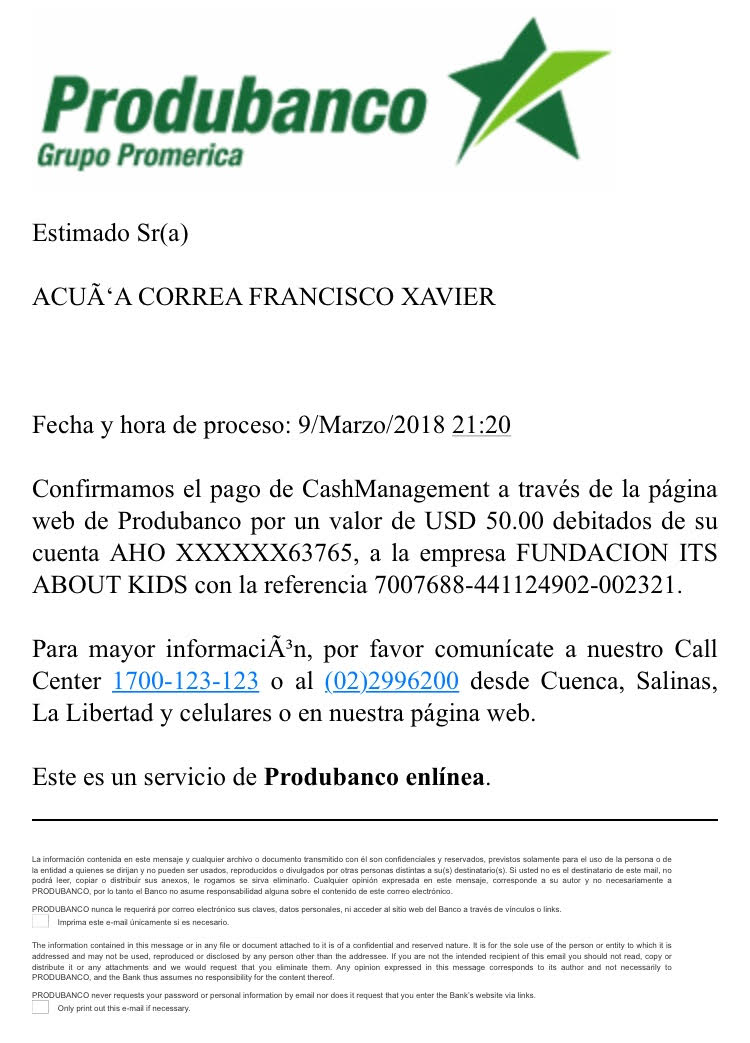 Produbanco
Grupo Promerica
Estimado Sr(a)
ACUÃ‘A CORREA FRANCISCO XAVIER
Fecha y hora de proceso: 9/Marzo/2018 21:20
Confirmamos el pago de CashManagement a través de la página
web de Produbanco por un valor de USD 50.00 debitados de su
cuenta AHO XXXXXX63765, a la empresa FUNDACION ITS
ABOUT KIDS con la referencia 7007688-441124902-002321.
Para mayor informaciÃ³n, por favor comunícate a nuestro Call
Center 1700-123-123 o al (02)2996200 desde Cuenca, Salinas,
La Libertad y celulares o en nuestra página web.
Este es un servicio de Produbanco enlínea.
La información contenida en este mensaje y cualquier archivo o documento transmitido con él son confidenciales y reservados, previstos solamente para el uso de la persona o de
la entidad a quienes se dirijan y no pueden ser usados, reproducidos o divulgados por otras personas distintas a su(s) destinatario(s). Si usted no es el destinatario de este mail, no
podrá leer, copiar o distribuir sus anexos, le rogamos se sirva eliminarlo. Cualquier opinión expresada en este mensaje, corresponde a su autor y no necesariamente a
PRODUBANCO, por lo tanto el Banco no asume responsabilidad alguna sobre el contenido de este correo electrónico.
PRODUBANCO nunca le requerirá por correo electrónico sus claves, datos personales, ni acceder al sitio web del Banco a través de vínculos o links.
Imprima este e-mail únicamente si es necesario.
The information contained in this message or in any file or document attached to it is of a confidential and reserved nature. It is for the sole use of the person or entity to which it is
addressed and may not be used, reproduced or disclosed by any person other than the addressee. If you are not the intended recipient of this email you should not read, copy or
distribute it or any attachments and we would request that you eliminate them. Any opinion expressed in this message corresponds to its author and not necessarily to
PRODUBANCO, and the Bank thus assumes no responsibility for the content thereof.
PRODUBANCO never requests your password or personal information by email nor does it request that you enter the Bank's website via links.
Only print out this e-mail if necessary.